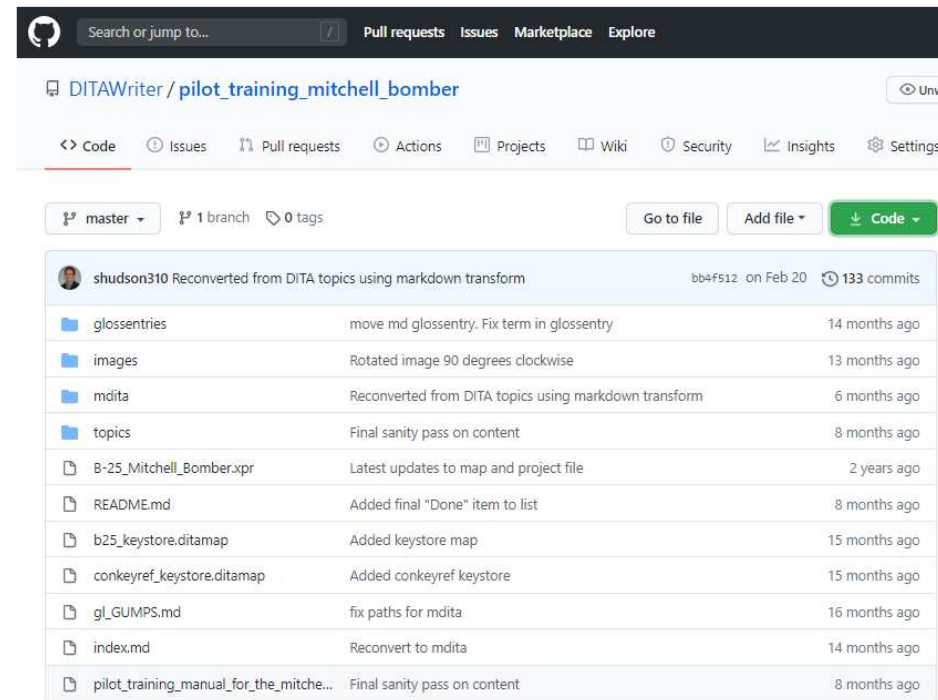 Search or jump to... / Pull requests Issues Marketplace Explore
DITAWriter / pilot_training_mitchell_bomber
<> Code Issues Pull requests Actions Projects Wiki Security Insights Settings
master 1 branch 0 tags Go to file Add file Code
shudson310 Reconverted from DITA topics using markdown transform bb4f512 on Feb 20 133 commits
glossentries move md glossentry. Fix term in glossentry 14 months ago
images Rotated image 90 degrees clockwise 13 months ago
mdita Reconverted from DITA topics using markdown transform 6 months ago
topics Final sanity pass on content 8 months ago
B-25_Mitchell_Bomber.xpr Latest updates to map and project file 2 years ago
README.md Added final "Done" item to list 8 months ago
b25_keystore.ditamap Added keystore map 15 months ago
conkeyref_keystore.ditamap Added conkeyref keystore 15 months ago
gl_GUMPS.md fix paths for mdita 16 months ago
index.md Reconvert to mdita 14 months ago
pilot_training_manual_for_the_mitche... Final sanity pass on content 8 months ago